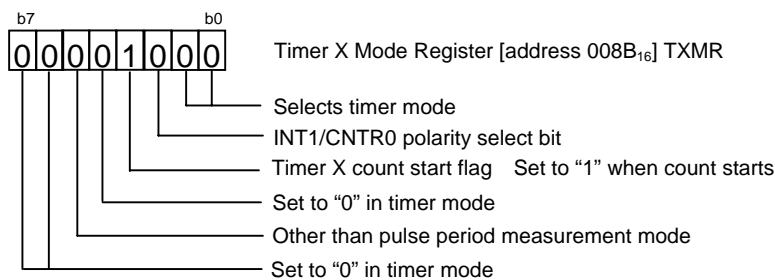 b7 b0
0 0 0 0 1 0 0 0 Timer X Mode Register [address 008B₁₆] TXMR
Selects timer mode
INT1/CNTR0 polarity select bit
Timer X count start flag Set to “1” when count starts
Set to “0” in timer mode
Other than pulse period measurement mode
Set to “0” in timer mode